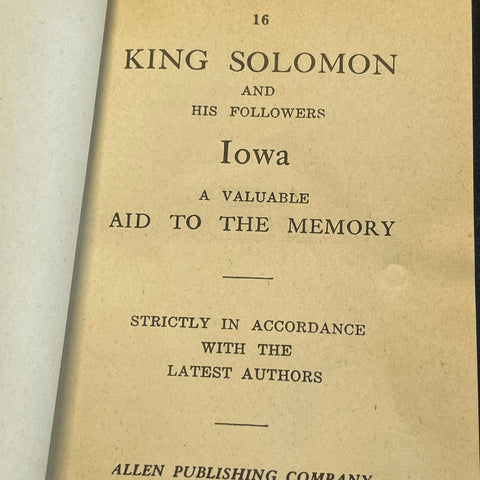 16
KING SOLOMON
AND
HIS FOLLOWERS
Iowa
A VALUABLE
AID TO THE MEMORY
STRICTLY IN ACCORDANCE
WITH THE
LATEST AUTHORS
ALLEN PUBLISHING COMPANY